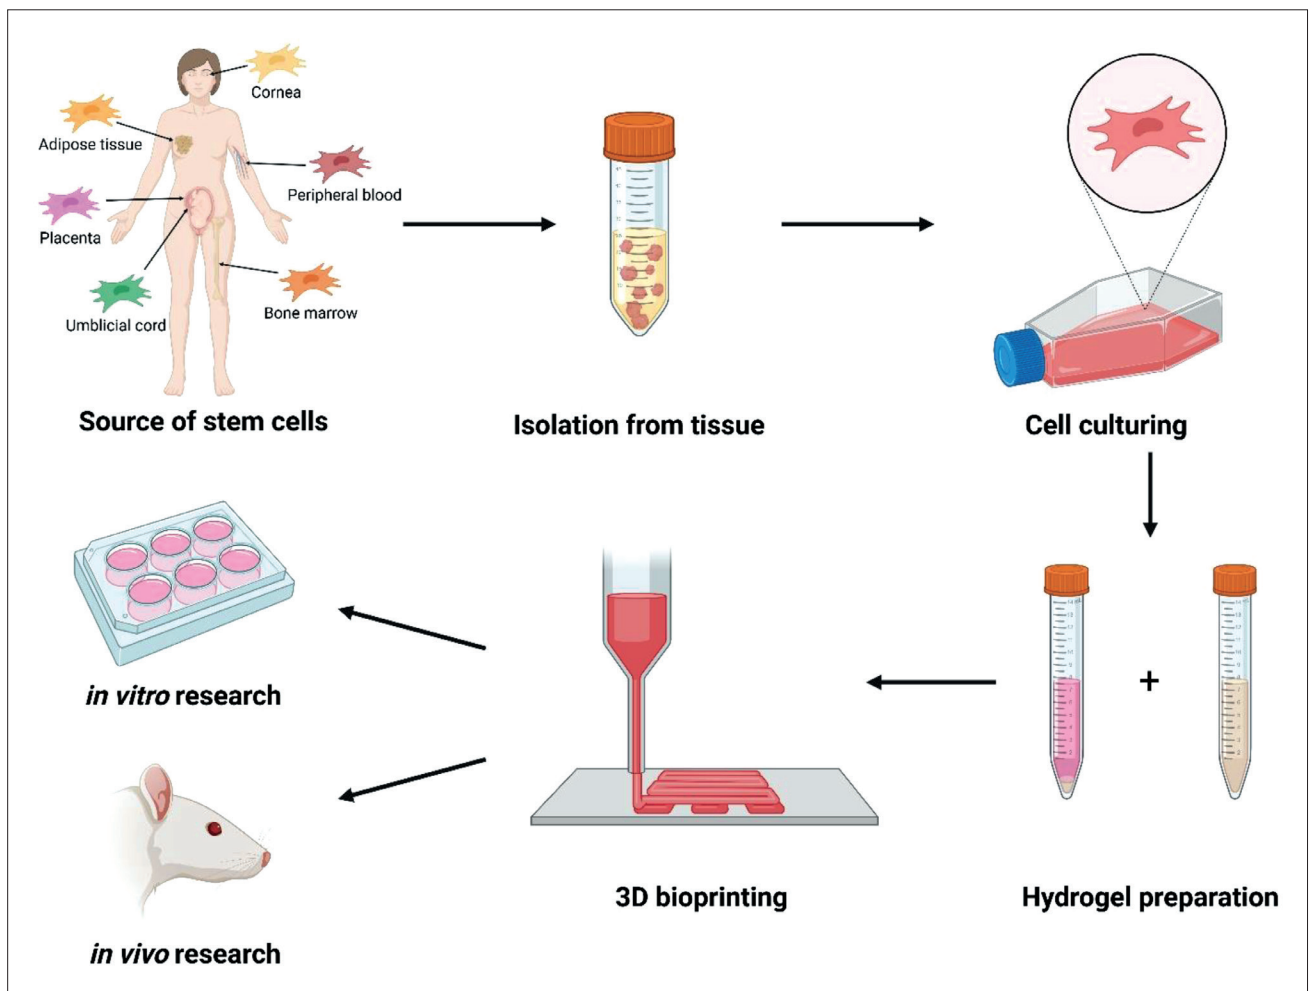 Cornea
Adipose tissue
Peripheral blood
Placenta
Umblicial cord
Bone marrow
Source of stem cells
Isolation from tissue
Cell culturing
+
in vitro research
in vivo research
3D bioprinting
Hydrogel preparation